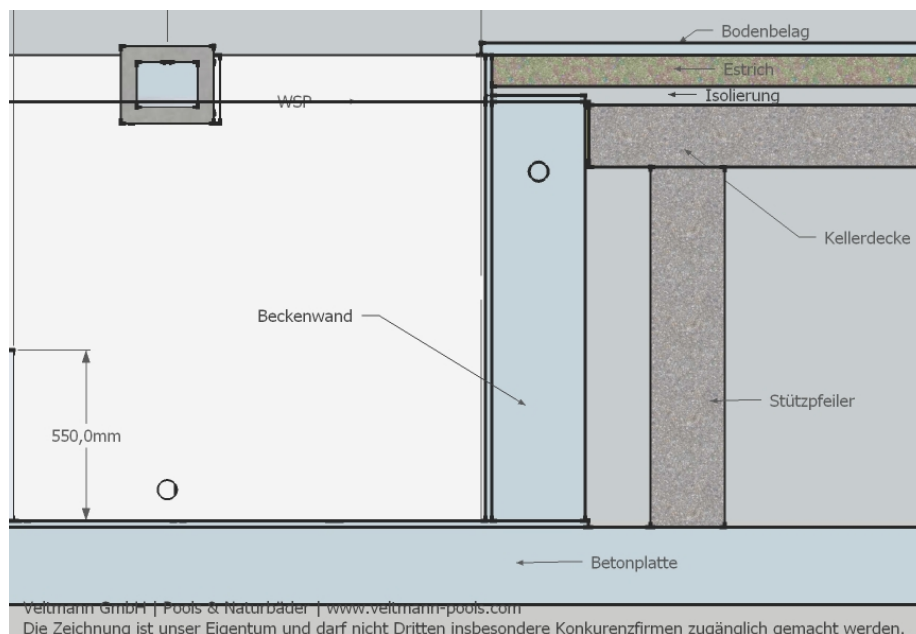 Bodenbelag
Estrich
WSP
Isolierung
Kellerdecke
Beckenwand
Stützpfeiler
550,0mm
Betonplatte
Veltmann GmbH | Pools & Naturbäder | www.veltmann-pools.com
Die Zeichnung ist unser Eigentum und darf nicht Dritten insbesondere Konkurenzfirmen zugänglich gemacht werden.